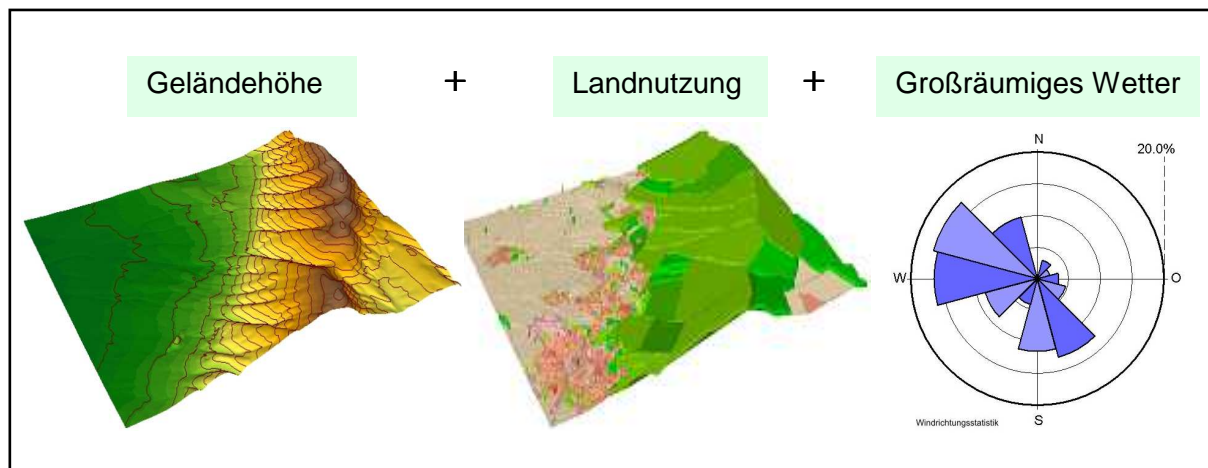 Geländehöhe + Landnutzung + Großräumiges Wetter
N
20.0%
W
O
S
Windrichtungsstatistik